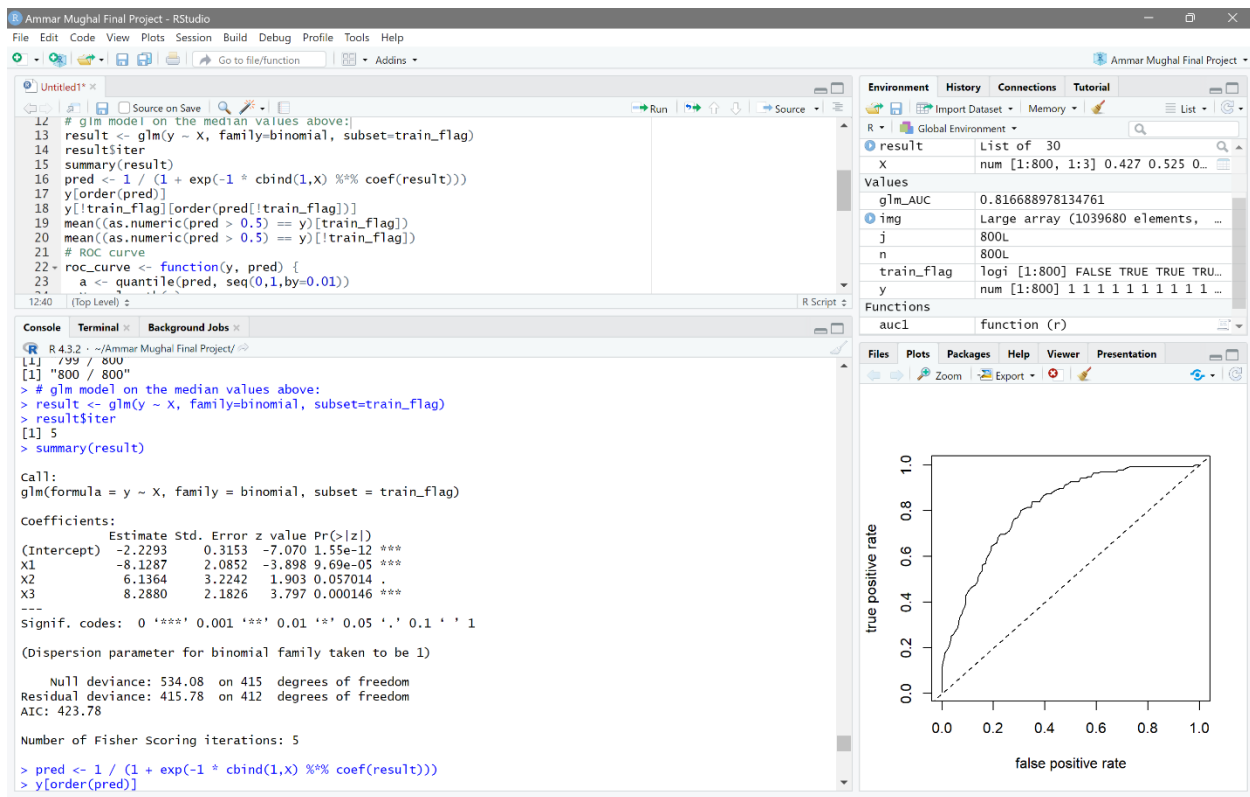 Ammar Mughal Final Project - RStudio
File Edit Code View Plots Session Build Debug Profile Tools Help
Go to file/function
Addins
Ammar Mughal Final Project
Untitled1*
Source on Save
Run
Source
12 # glm model on the median values above:
13 result <- glm(y ~ X, family=binomial, subset=train_flag)
14 result$iter
15 summary(result)
16 pred <- 1 / (1 + exp(-1 * cbind(1,X) %*% coef(result)))
17 y[order(pred)]
18 y[!train_flag][order(pred[!train_flag])]
19 mean((as.numeric(pred > 0.5) == y)[train_flag])
20 mean((as.numeric(pred > 0.5) == y)[!train_flag])
21 # ROC curve
22 roc_curve <- function(y, pred) {
23 a <- quantile(pred, seq(0,1,by=0.01))
12:40 (Top Level) R Script
Console Terminal Background Jobs
R 4.3.2 · ~/Ammar Mughal Final Project/
[1] "799 / 800"
[1] "800 / 800"
> # glm model on the median values above:
> result <- glm(y ~ X, family=binomial, subset=train_flag)
> result$iter
[1] 5
> summary(result)
Call:
glm(formula = y ~ X, family = binomial, subset = train_flag)
Coefficients:
Estimate Std. Error z value Pr(>|z|)
(Intercept) -2.2293 0.3153 -7.070 1.55e-12 ***
X1 -8.1287 2.0852 -3.898 9.69e-05 ***
X2 6.1364 3.2242 1.903 0.057014 .
X3 8.2880 2.1826 3.797 0.000146 ***
---
Signif. codes: 0 ‘***’ 0.001 ‘**’ 0.01 ‘*’ 0.05 ‘.’ 0.1 ‘ ’ 1
(Dispersion parameter for binomial family taken to be 1)
Null deviance: 534.08 on 415 degrees of freedom
Residual deviance: 415.78 on 412 degrees of freedom
AIC: 423.78
Number of Fisher Scoring iterations: 5
> pred <- 1 / (1 + exp(-1 * cbind(1,X) %*% coef(result)))
> y[order(pred)]
Environment History Connections Tutorial
Import Dataset Memory List
R Global Environment
result List of 30
X num [1:800, 1:3] 0.427 0.525 0…
Values
glm_AUC 0.816688978134761
img Large array (1039680 elements, …
j 800L
n 800L
train_flag logi [1:800] FALSE TRUE TRUE TRU…
y num [1:800] 1 1 1 1 1 1 1 1 1 1 …
Functions
auc1 function (r)
Files Plots Packages Help Viewer Presentation
Zoom Export
1.0
0.8
0.6
0.4
0.2
0.0
true positive rate
0.0 0.2 0.4 0.6 0.8 1.0
false positive rate